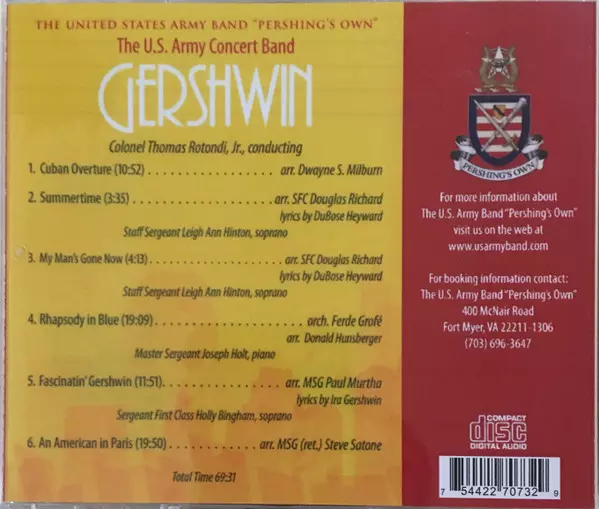 THE UNITED STATES ARMY BAND "PERSHING'S OWN"
The U.S. Army Concert Band
GERSHWIN
Colonel Thomas Rotondi, Jr., conducting
1. Cuban Overture (10:52) . . . . . . . . . . . . . . . . . . . . arr. Dwayne S. Milburn
2. Summertime (3:35) . . . . . . . . . . . . . . . . . . . . . . . arr. SFC Douglas Richard
lyrics by DuBose Heyward
Staff Sergeant Leigh Ann Hinton, soprano
3. My Man's Gone Now (4:13) . . . . . . . . . . . . . . . . . arr. SFC Douglas Richard
lyrics by DuBose Heyward
Staff Sergeant Leigh Ann Hinton, soprano
4. Rhapsody in Blue (19:09) . . . . . . . . . . . . . . . . . . . . . . . orch. Ferde Grofé
arr. Donald Hunsberger
Master Sergeant Joseph Holt, piano
5. Fascinatin' Gershwin (11:51) . . . . . . . . . . . . . . . . . arr. MSG Paul Murtha
lyrics by Ira Gershwin
Sergeant First Class Holly Bingham, soprano
6. An American in Paris (19:50) . . . . . . . . . . . . . arr. MSG (ret.) Steve Satone
Total Time 69:31
PERSHING'S OWN
For more information about
The U.S. Army Band "Pershing's Own"
visit us on the web at
www.usarmyband.com
For booking information contact:
The U.S. Army Band "Pershing's Own"
400 McNair Road
Fort Myer, VA 22211-1306
(703) 696-3647
COMPACT
disc
DIGITAL AUDIO
7 54422 70732 9